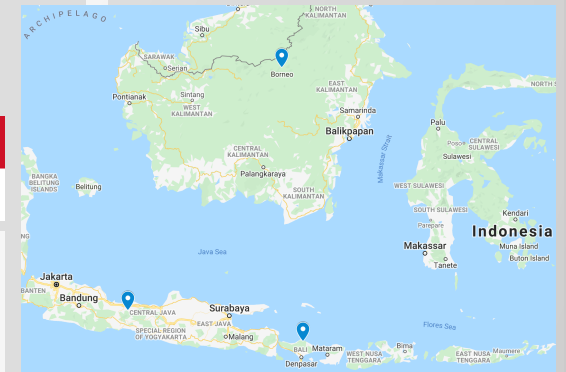 ARCHIPELAGO
NORTH
KALIMANTAN
Sibu
SARAWAK
Serian
Borneo
EAST
KALIMANTAN
Pontianak
Sintang
WEST
KALIMANTAN
Samarinda
Balikpapan
NORTH
Palu
Poso
CENTRAL
SULAWESI
Sulawesi
CENTRAL
KALIMANTAN
Palangkaraya
Makassar Strait
BANGKA
BELITUNG
ISLANDS
Belitung
SOUTH
KALIMANTAN
WEST SULAWESI
SOUTH SULAWESI
Parepare
Kendari
Indonesia
Makassar
Muna Island
Buton Island
Tanete
Java Sea
Jakarta
BANTEN
Bandung
CENTRAL JAVA
Surabaya
EAST JAVA
SPECIAL REGION
OF YOGYAKARTA
Malang
Flores Sea
BALI
Mataram
Denpasar
WEST NUSA
TENGGARA
Bima
EAST NUSA
TENGGARA
Maumere